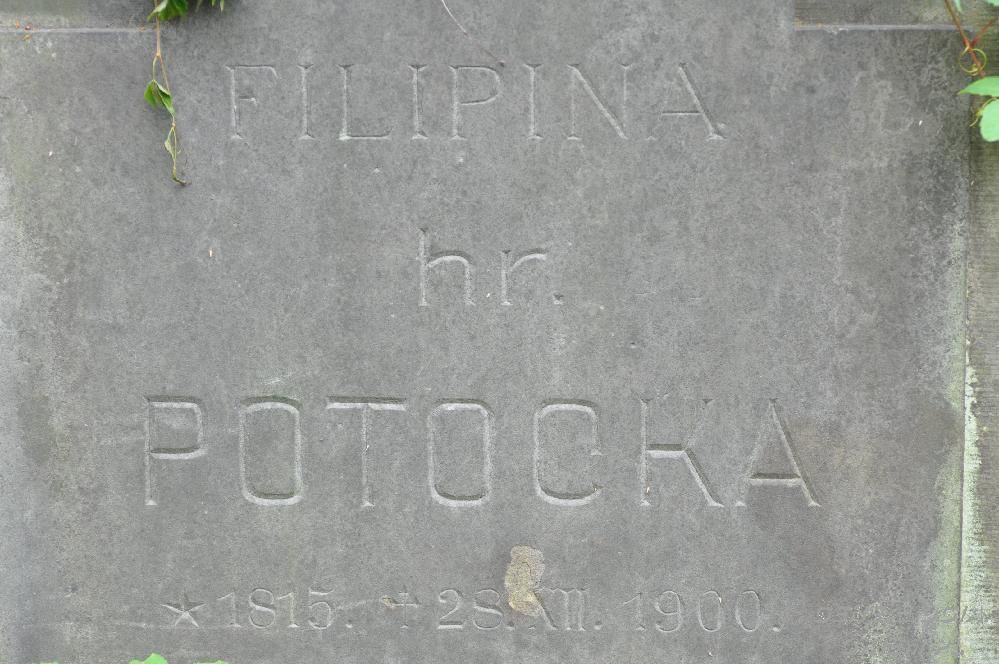 FILIPINA
hr.
POTOCKA
★ 1815. † 28. XII. 1900.